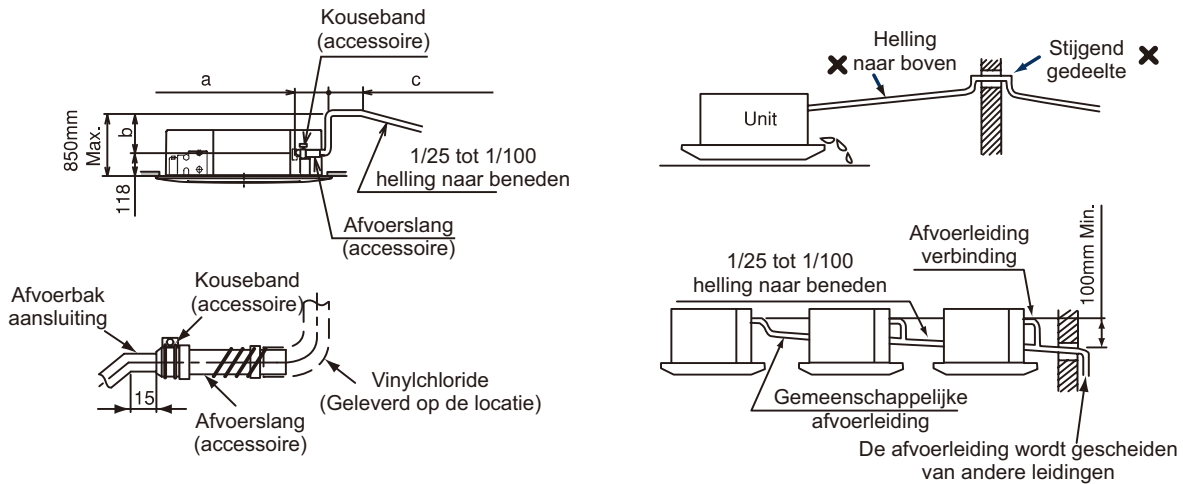 Kouseband
(accessoire)
a
c
b
850mm
Max.
118
1/25 tot 1/100
helling naar beneden
Afvoerslang
(accessoire)
Kouseband
(accessoire)
Afvoerbak
aansluiting
15
Vinylchloride
(Geleverd op de locatie)
Afvoerslang
(accessoire)
Helling
naar boven
Stijgend
gedeelte
Unit
Afvoerleiding
verbinding
1/25 tot 1/100
helling naar beneden
100mm Min.
Gemeenschappelijke
afvoerleiding
De afvoerleiding wordt gescheiden
van andere leidingen